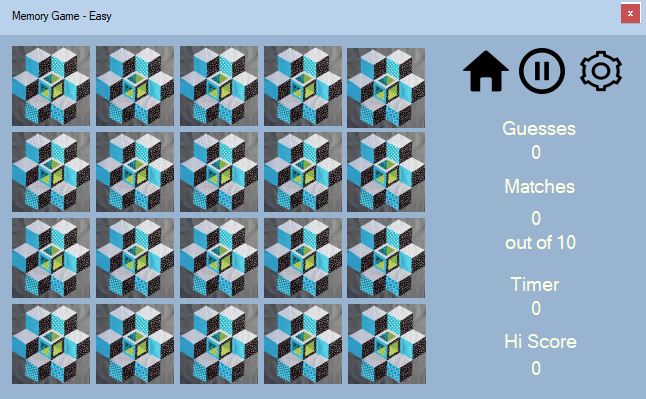 Memory Game - Easy
x
Guesses
0
Matches
0
out of 10
Timer
0
Hi Score
0